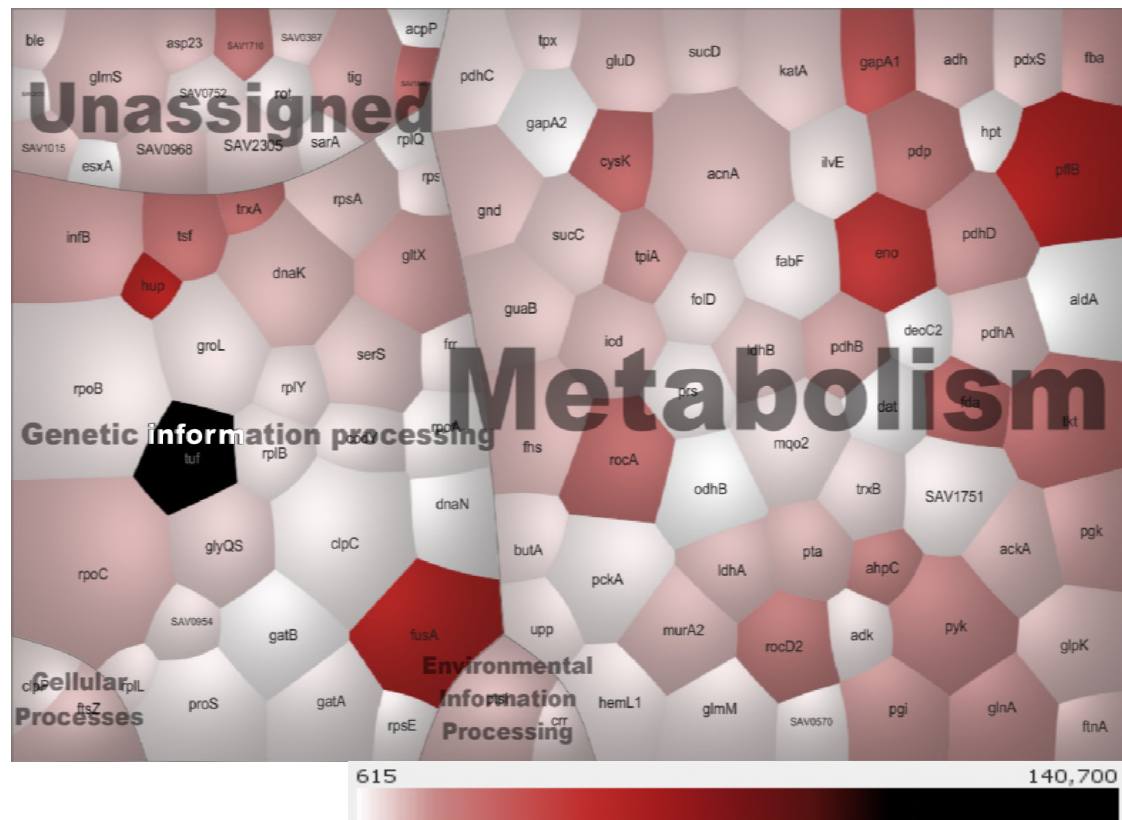 ble
asp23
SAV1710
SAV0387
acpP
glmS
SAV0752
rot
tig
Unassigned
SAV1015
esxA
SAV0968
SAV2305
sarA
rplQ
rps
infB
tsf
trxA
rpsA
hup
dnaK
gltX
rpoB
groL
serS
frr
rplY
Genetic information processing
tuf
rplB
codY
rpoA
dnaN
rpoC
glyQS
clpC
SAV0954
gatB
fusA
Cellular
Processes
clpP
rplL
ftsZ
proS
gatA
rpsE
Environmental
Information
Processing
ptsI
crr
pdhC
tpx
gluD
sucD
katA
gapA1
adh
pdxS
fba
gapA2
cysK
acnA
ilvE
pdp
hpt
pflB
gnd
sucC
tpiA
fabF
eno
pdhD
guaB
folD
aldA
icd
ldhB
pdhB
deoC2
pdhA
Metabolism
prs
dat
fda
tkt
fhs
rocA
mqo2
odhB
trxB
SAV1751
butA
pckA
ldhA
pta
ahpC
ackA
pgk
upp
murA2
rocD2
adk
pyk
glpK
hemL1
glmM
SAV0570
pgi
glnA
ftnA
615
140,700